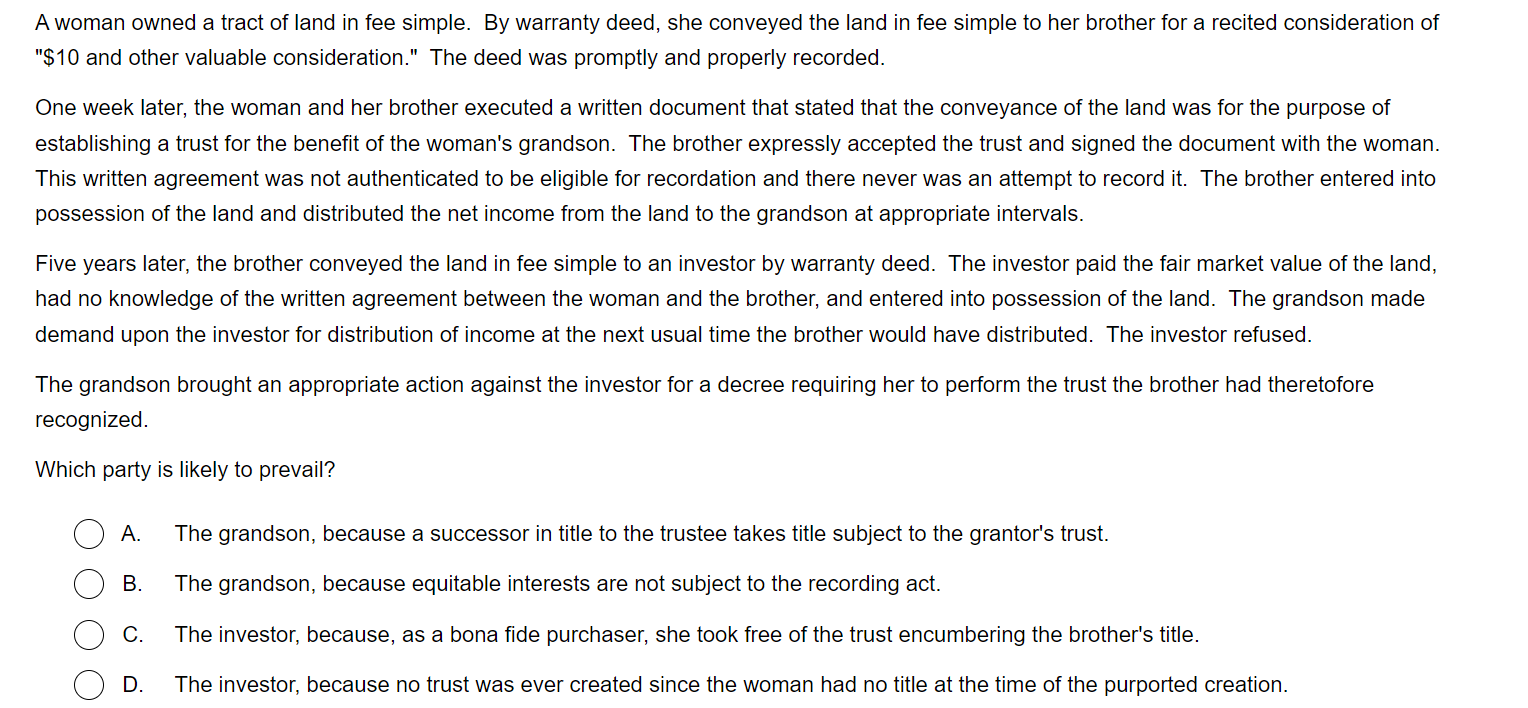 A woman owned a tract of land in fee simple.  By warranty deed, she conveyed the land in fee simple to her brother for a recited consideration of
"$10 and other valuable consideration."  The deed was promptly and properly recorded.
One week later, the woman and her brother executed a written document that stated that the conveyance of the land was for the purpose of
establishing a trust for the benefit of the woman's grandson.  The brother expressly accepted the trust and signed the document with the woman.
This written agreement was not authenticated to be eligible for recordation and there never was an attempt to record it.  The brother entered into
possession of the land and distributed the net income from the land to the grandson at appropriate intervals.
Five years later, the brother conveyed the land in fee simple to an investor by warranty deed.  The investor paid the fair market value of the land,
had no knowledge of the written agreement between the woman and the brother, and entered into possession of the land.  The grandson made
demand upon the investor for distribution of income at the next usual time the brother would have distributed.  The investor refused.
The grandson brought an appropriate action against the investor for a decree requiring her to perform the trust the brother had theretofore
recognized.
Which party is likely to prevail?
A. The grandson, because a successor in title to the trustee takes title subject to the grantor's trust.
B. The grandson, because equitable interests are not subject to the recording act.
C. The investor, because, as a bona fide purchaser, she took free of the trust encumbering the brother's title.
D. The investor, because no trust was ever created since the woman had no title at the time of the purported creation.